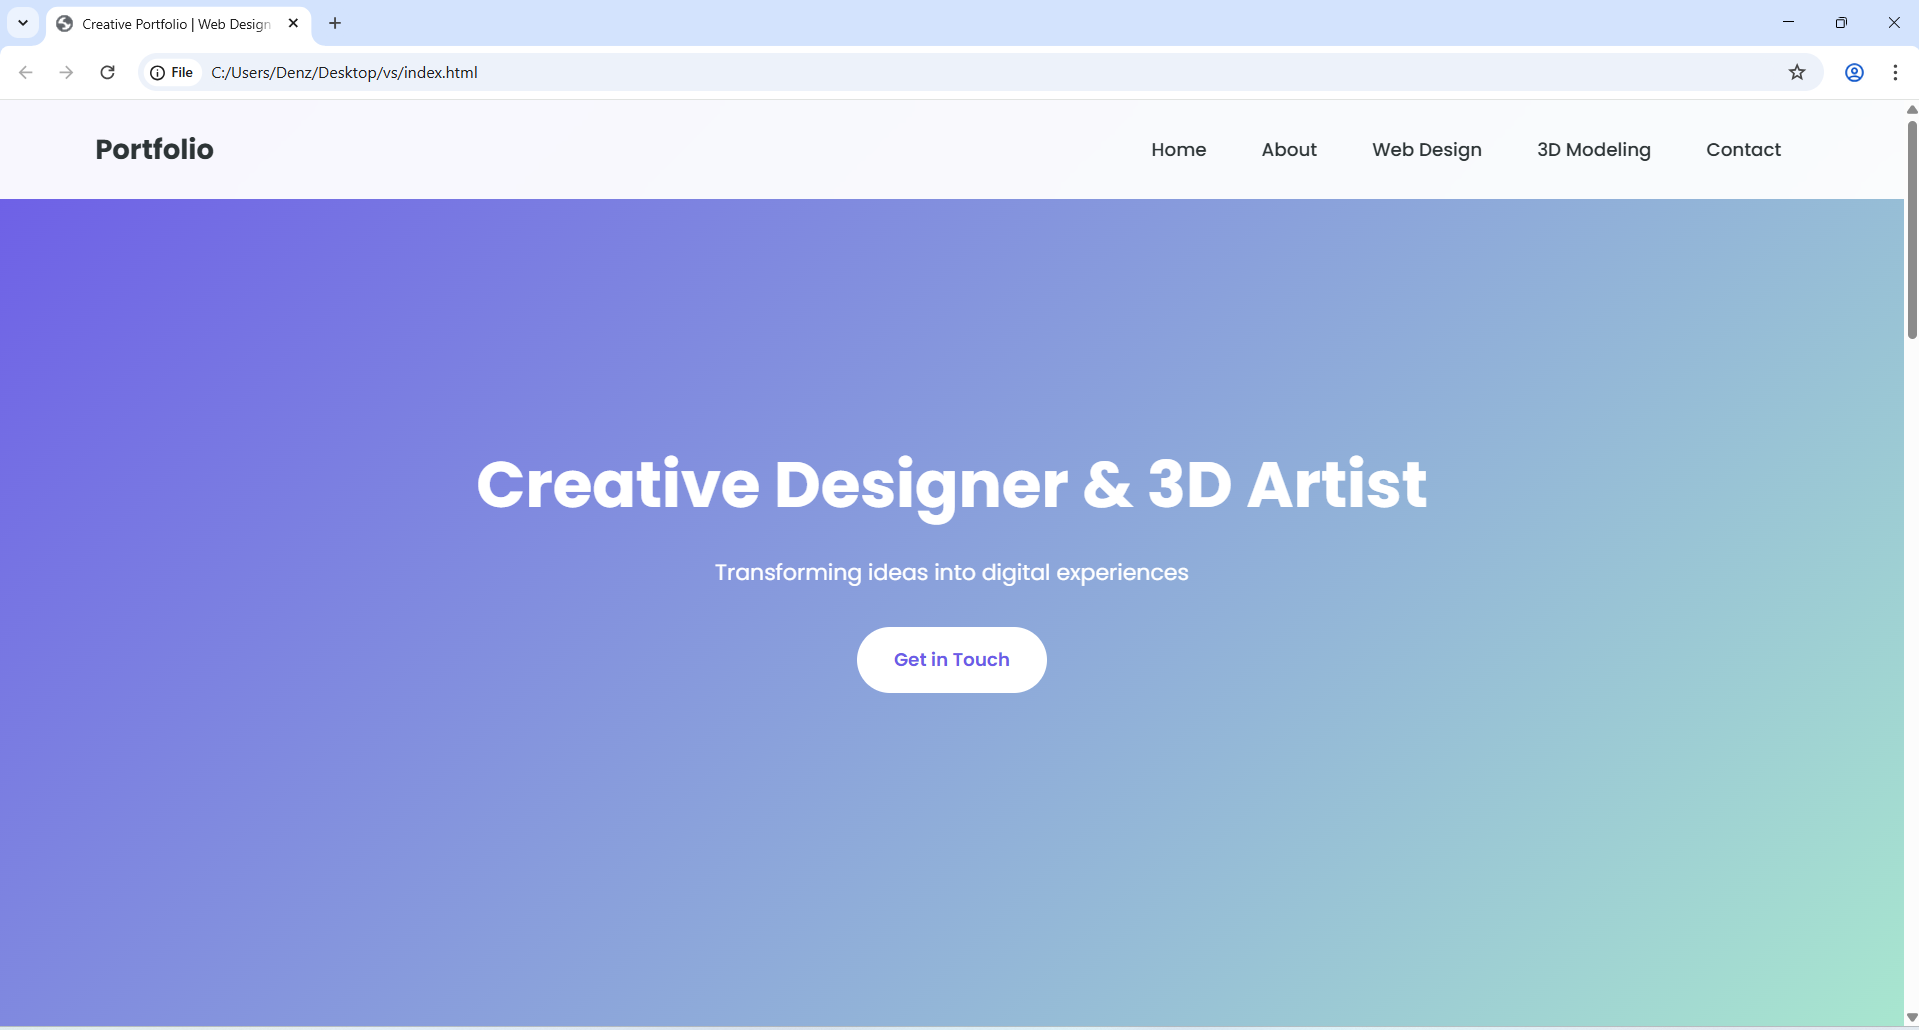 Creative Portfolio | Web Design
File C:/Users/Denz/Desktop/vs/index.html
Portfolio
Home About Web Design 3D Modeling Contact
Creative Designer & 3D Artist
Transforming ideas into digital experiences
Get in Touch